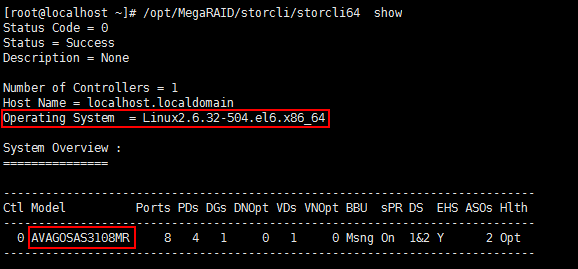 [root@localhost ~]# /opt/MegaRAID/storcli/storcli64  show
Status Code = 0
Status = Success
Description = None
Number of Controllers = 1
Host Name = localhost.localdomain
Operating System  = Linux2.6.32-504.el6.x86_64
System Overview :
===============
--------------------------------------------------------------------
Ctl Model         Ports PDs DGs DNOpt VDs VNOpt BBU  sPR DS  EHS ASOs Hlth
--------------------------------------------------------------------
  0 AVAGOSAS3108MR    8   4   1     0   1     0 Msng On  1&2 Y      2 Opt
--------------------------------------------------------------------